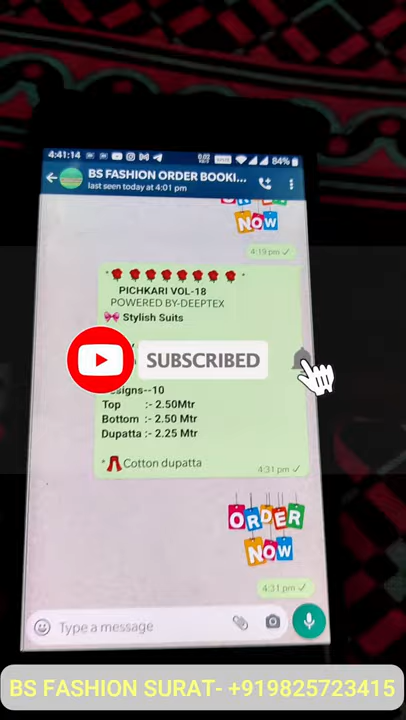 4:41:14
84%
BS FASHION ORDER BOOKI...
last seen today at 4:01 pm
NOW
4:19 pm
PICHKARI VOL-18
POWERED BY-DEEPTEX
Stylish Suits
SUBSCRIBED
signs--10
Top :- 2.50Mtr
Bottom :- 2.50 Mtr
Dupatta :- 2.25 Mtr
*Cotton dupatta
4:31 pm
ORDER
NOW
4:31 pm
Type a message
BS FASHION SURAT- +919825723415